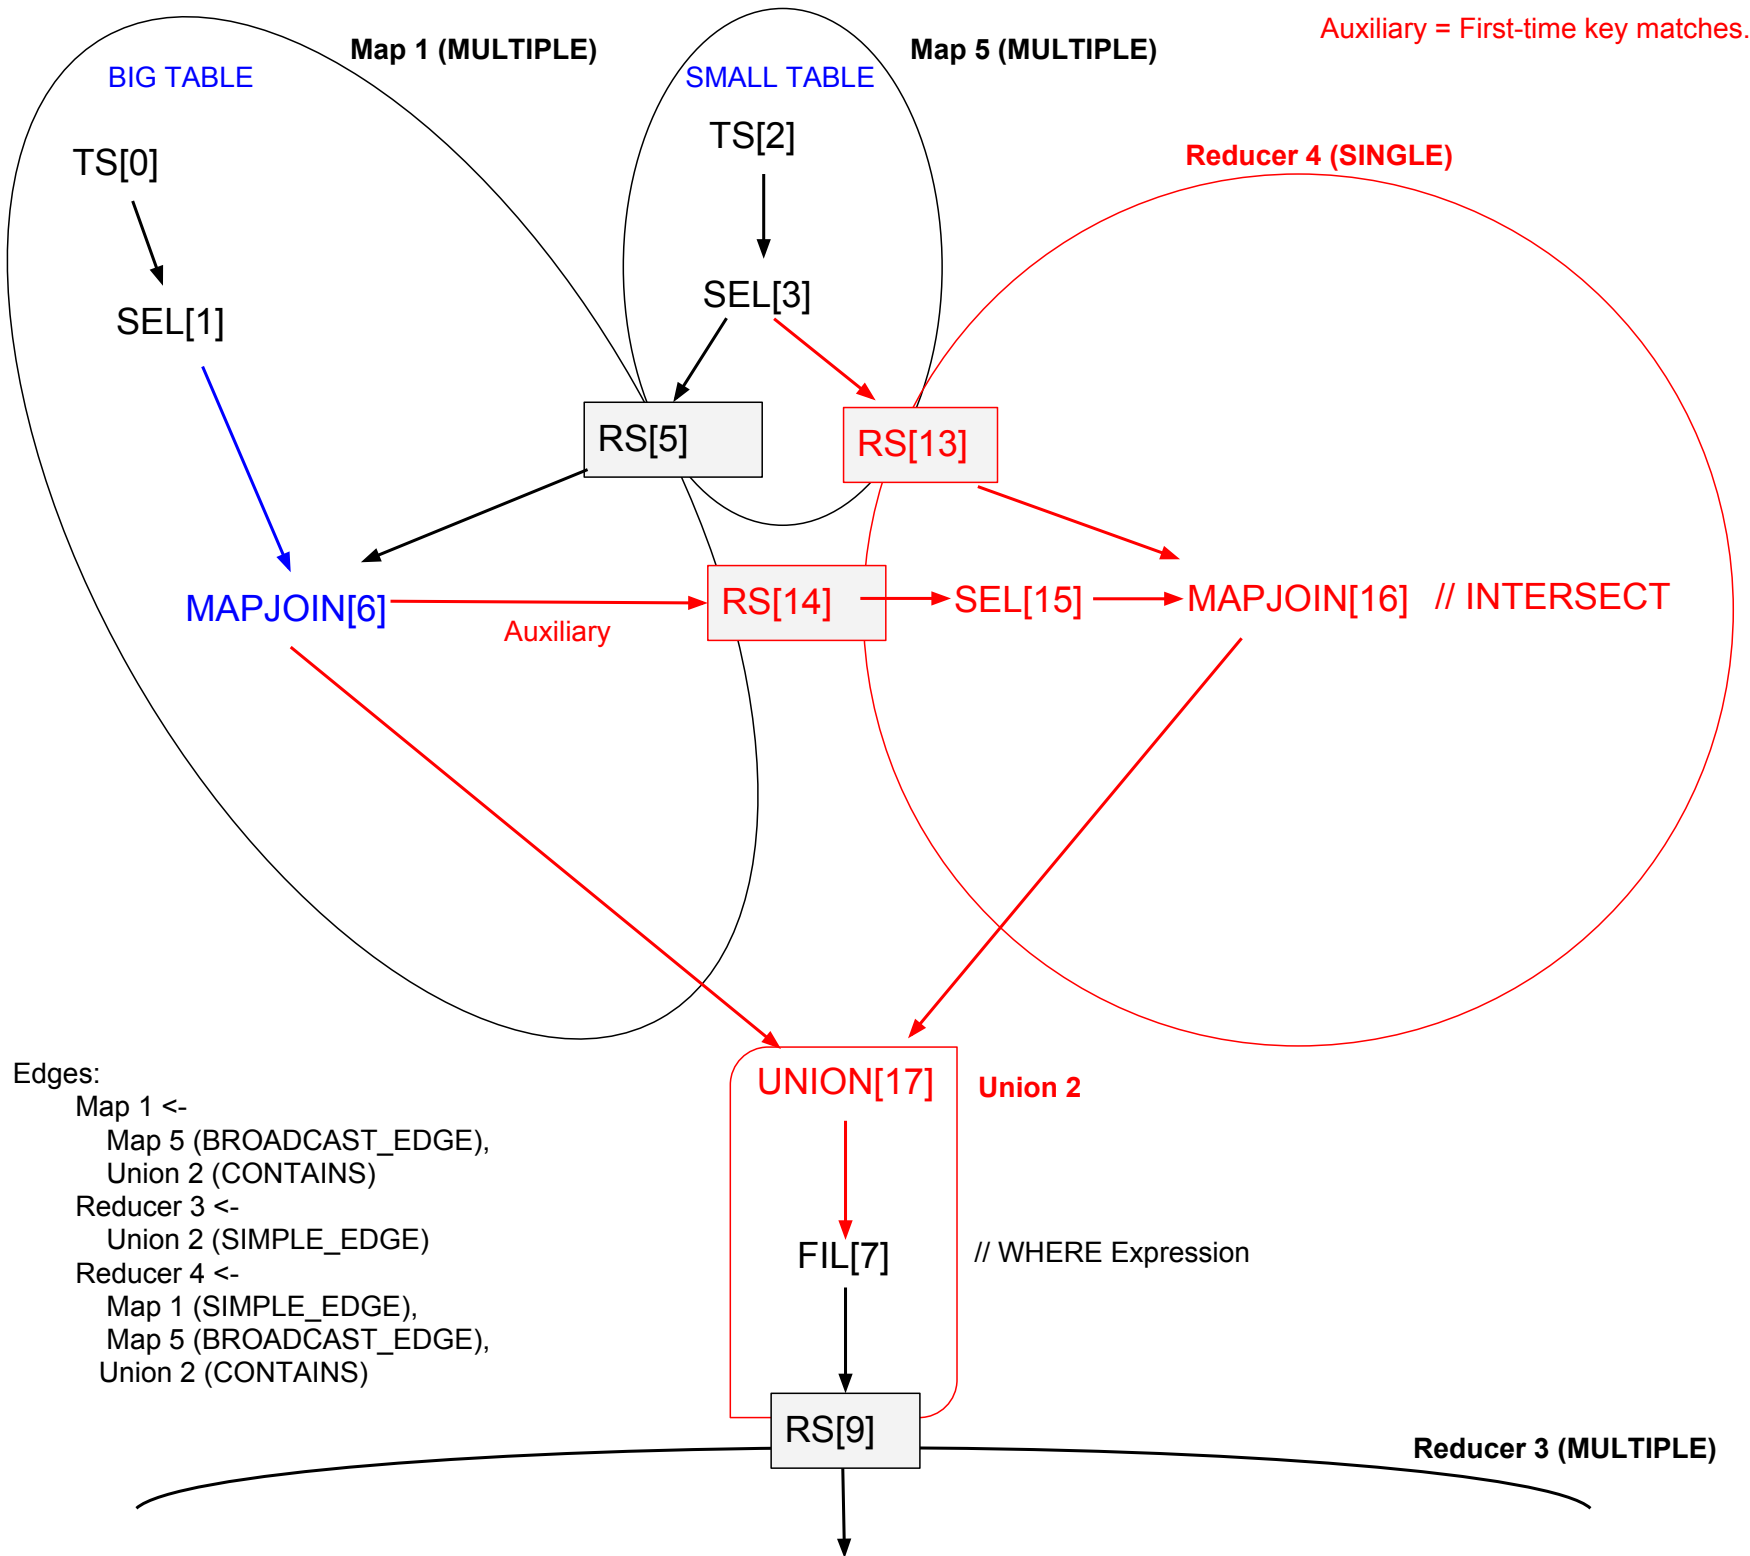 Auxiliary = First-time key matches.
Map 1 (MULTIPLE)
Map 5 (MULTIPLE)
BIG TABLE
SMALL TABLE
TS[0]
TS[2]
Reducer 4 (SINGLE)
SEL[1]
SEL[3]
RS[5]
RS[13]
MAPJOIN[6]
Auxiliary
RS[14]
SEL[15]
MAPJOIN[16] // INTERSECT
UNION[17]
Union 2
Edges:
Map 1 <-
Map 5 (BROADCAST_EDGE),
Union 2 (CONTAINS)
Reducer 3 <-
Union 2 (SIMPLE_EDGE)
Reducer 4 <-
Map 1 (SIMPLE_EDGE),
Map 5 (BROADCAST_EDGE),
Union 2 (CONTAINS)
FIL[7]
// WHERE Expression
RS[9]
Reducer 3 (MULTIPLE)